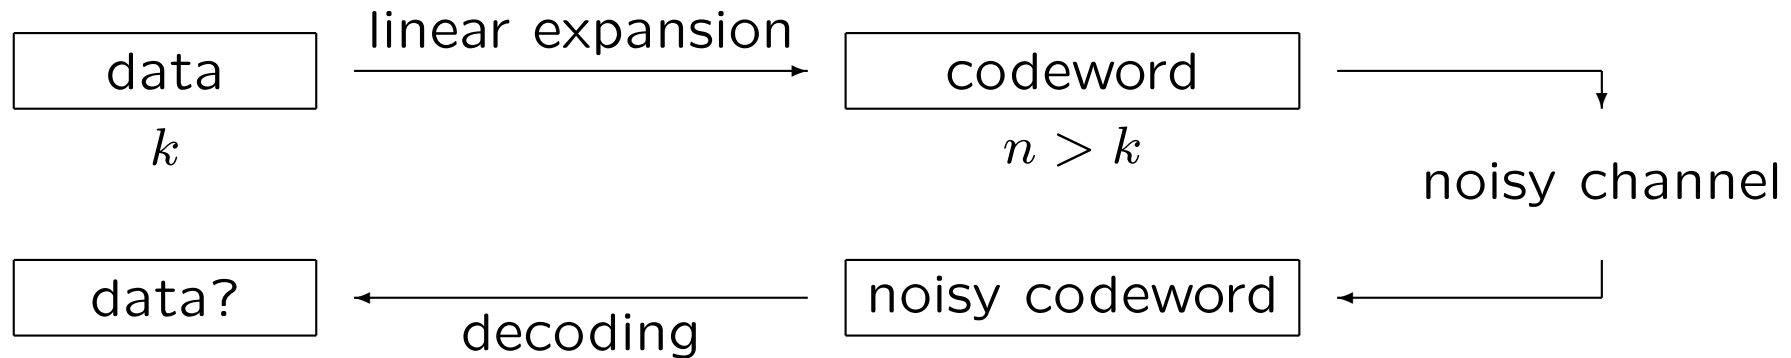 linear expansion
data
codeword
k
n > k
noisy channel
data?
noisy codeword
decoding